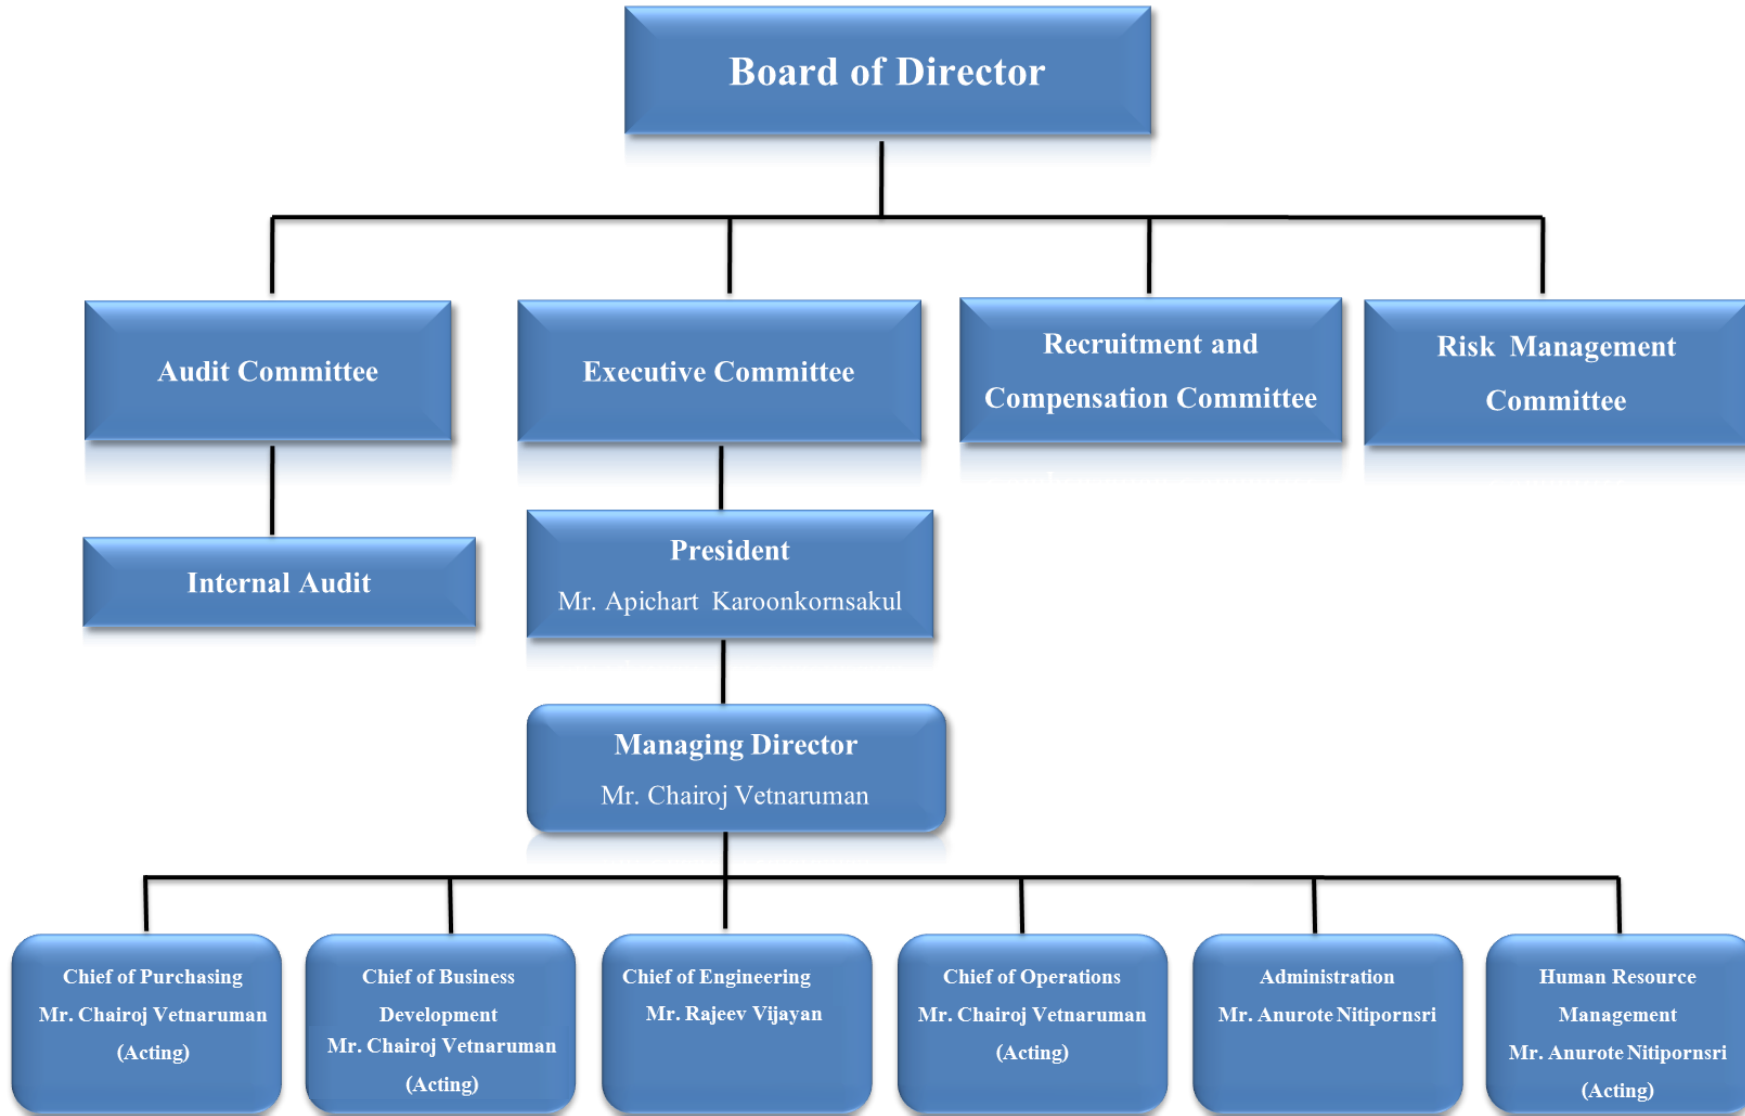 Board of Director
Audit Committee
Executive Committee
Recruitment and
Compensation Committee
Risk Management
Committee
Internal Audit
President
Mr. Apichart Karoonkornsakul
Managing Director
Mr. Chairoj Vetnaruman
Chief of Purchasing
Mr. Chairoj Vetnaruman
(Acting)
Chief of Business
Development
Mr. Chairoj Vetnaruman
(Acting)
Chief of Engineering
Mr. Rajeev Vijayan
Chief of Operations
Mr. Chairoj Vetnaruman
(Acting)
Administration
Mr. Anurote Nitipornsri
Human Resource
Management
Mr. Anurote Nitipornsri
(Acting)